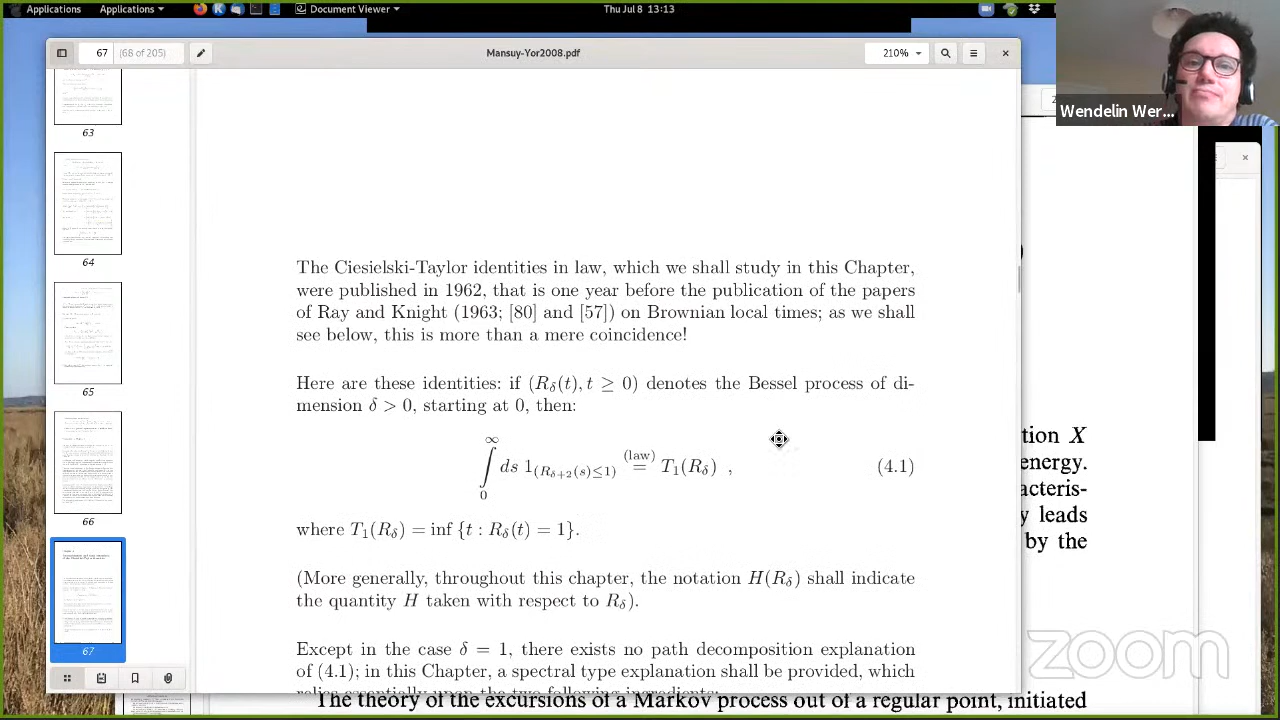 Applications Applications Document Viewer Thu Jul 8 13:13
67 (68 of 205) Mansuy-Yor2008.pdf 210%
Wendelin Wer...
63
64
65
66
67
The Ciesielski-Taylor identities in law, which we shall study in this Chapter,
were published in 1962, that is one year before the publication of the papers
of Ray and Knight (1963; [80] and [57]) on Brownian local times; as we shall
see below, this is more than a mere coincidence!
Here are these identities: if (R_δ(t), t ≥ 0) denotes the Bessel process of di-
mension δ > 0, starting at 0, then:
∫_0^∞ R_{δ+2}(s)≤1) (law)= T_1(R_δ) , (4.1)
where T_1(R_δ) = inf {t : R_δ(t) = 1}.
(More generally, throughout this chapter, the notation H(R_δ) shall indicate
the quantity H taken with respect to R_δ).
Except in the case δ = 1, there exists no path decomposition explanation
of (4.1); in this Chapter, a spectral type explanation shall be provided, which
tion X
energy.
acteris-
y leads
by the
the theory of the excursions of a Markov process out of a regular point, initiated
zoom